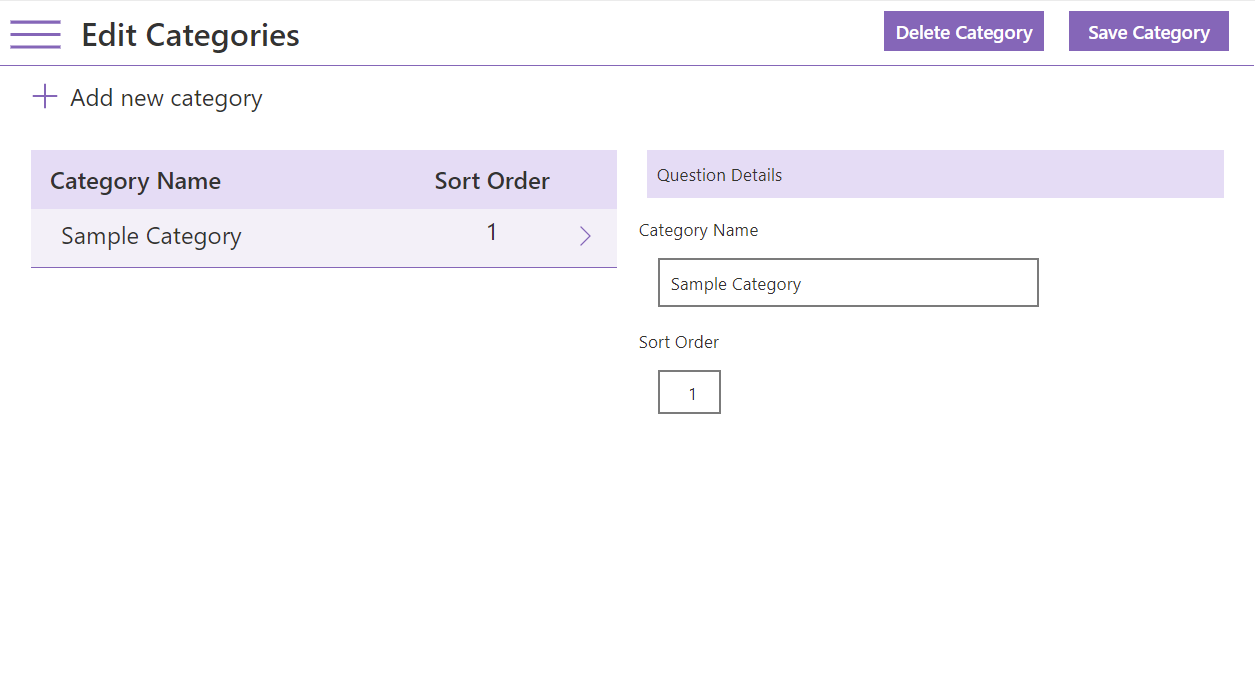 Edit Categories
Delete Category
Save Category
Add new category
Category Name
Sort Order
Sample Category
1
Question Details
Category Name
Sample Category
Sort Order
1